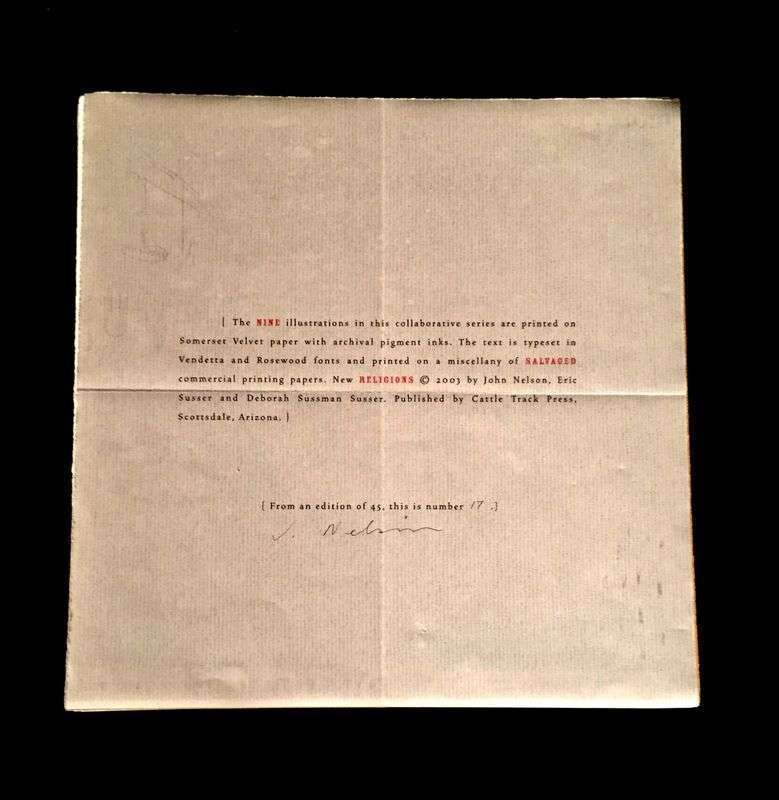 [ The NINE illustrations in this collaborative series are printed on
Somerset Velvet paper with archival pigment inks. The text is typeset in
Vendetta and Rosewood fonts and printed on a miscellany of SALVAGED
commercial printing papers. New RELIGIONS © 2003 by John Nelson, Eric
Susser and Deborah Sussman Susser. Published by Cattle Track Press,
Scottsdale, Arizona. ]
[ From an edition of 45, this is number 17 .]
J. Nelson